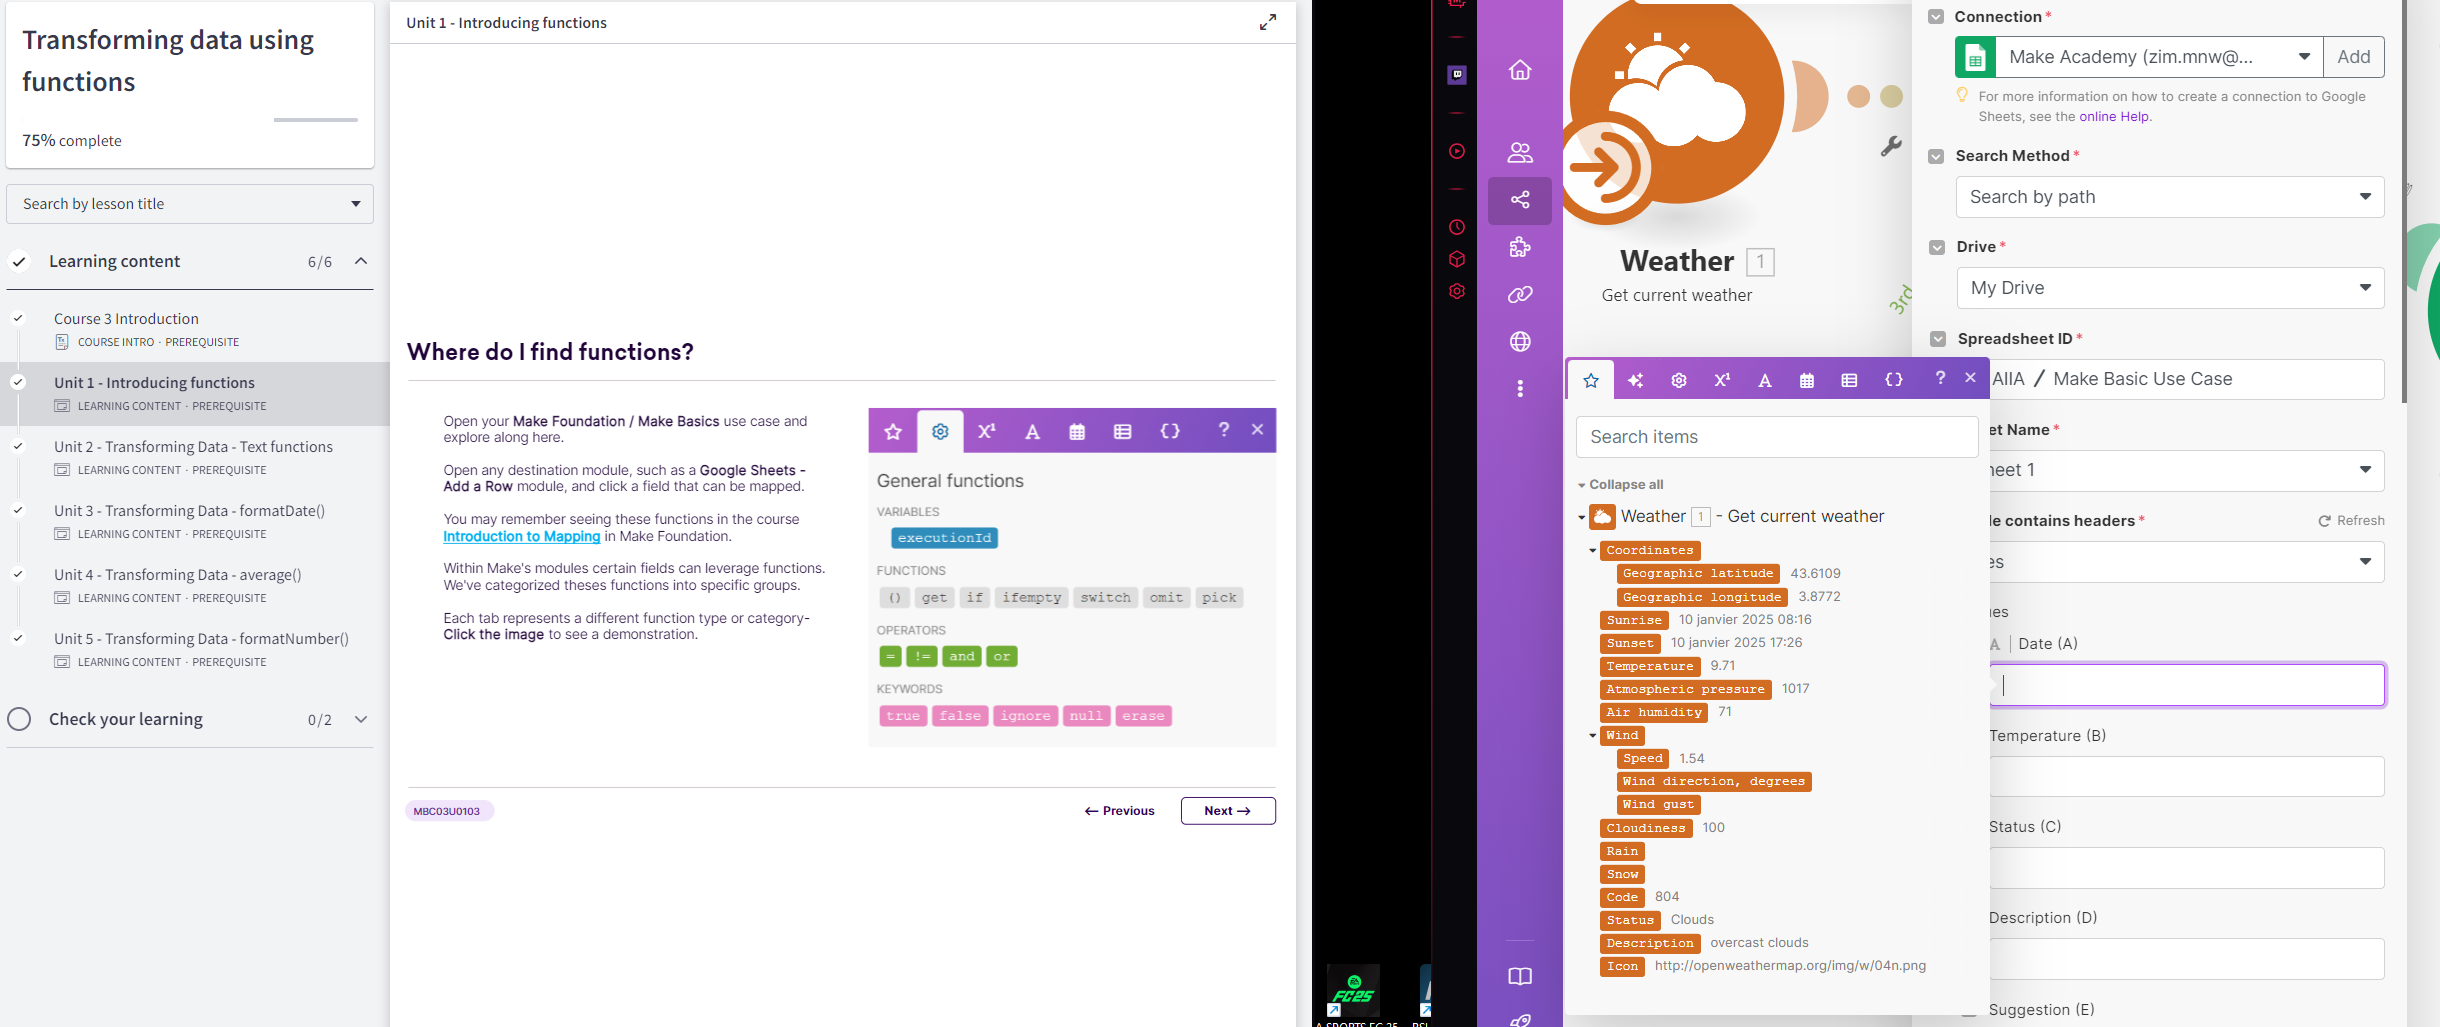 Transforming data using
functions
75% complete
Search by lesson title
Learning content 6/6
Course 3 Introduction
COURSE INTRO · PREREQUISITE
Unit 1 - Introducing functions
LEARNING CONTENT · PREREQUISITE
Unit 2 - Transforming Data - Text functions
LEARNING CONTENT · PREREQUISITE
Unit 3 - Transforming Data - formatDate()
LEARNING CONTENT · PREREQUISITE
Unit 4 - Transforming Data - average()
LEARNING CONTENT · PREREQUISITE
Unit 5 - Transforming Data - formatNumber()
LEARNING CONTENT · PREREQUISITE
Check your learning 0/2
Unit 1 - Introducing functions
Where do I find functions?
Open your Make Foundation / Make Basics use case and
explore along here.
Open any destination module, such as a Google Sheets -
Add a Row module, and click a field that can be mapped.
You may remember seeing these functions in the course
Introduction to Mapping in Make Foundation.
Within Make's modules certain fields can leverage functions.
We've categorized theses functions into specific groups.
Each tab represents a different function type or category-
Click the image to see a demonstration.
X¹ A {} ? ×
General functions
VARIABLES
executionId
FUNCTIONS
() get if ifempty switch omit pick
OPERATORS
= != and or
KEYWORDS
true false ignore null erase
MBC03U0103
← Previous
Next →
FC25
Weather 1
Get current weather
3rd
Connection *
Make Academy (zim.mnw@...
Add
For more information on how to create a connection to Google
Sheets, see the online Help.
Search Method *
Search by path
Drive *
My Drive
Spreadsheet ID *
AIIA / Make Basic Use Case
et Name *
heet 1
le contains headers *
Refresh
es
ues
A | Date (A)
Temperature (B)
Status (C)
Description (D)
Suggestion (E)
X¹ A {} ? ×
Search items
Collapse all
Weather 1 - Get current weather
Coordinates
Geographic latitude 43.6109
Geographic longitude 3.8772
Sunrise 10 janvier 2025 08:16
Sunset 10 janvier 2025 17:26
Temperature 9.71
Atmospheric pressure 1017
Air humidity 71
Wind
Speed 1.54
Wind direction, degrees
Wind gust
Cloudiness 100
Rain
Snow
Code 804
Status Clouds
Description overcast clouds
Icon http://openweathermap.org/img/w/04n.png